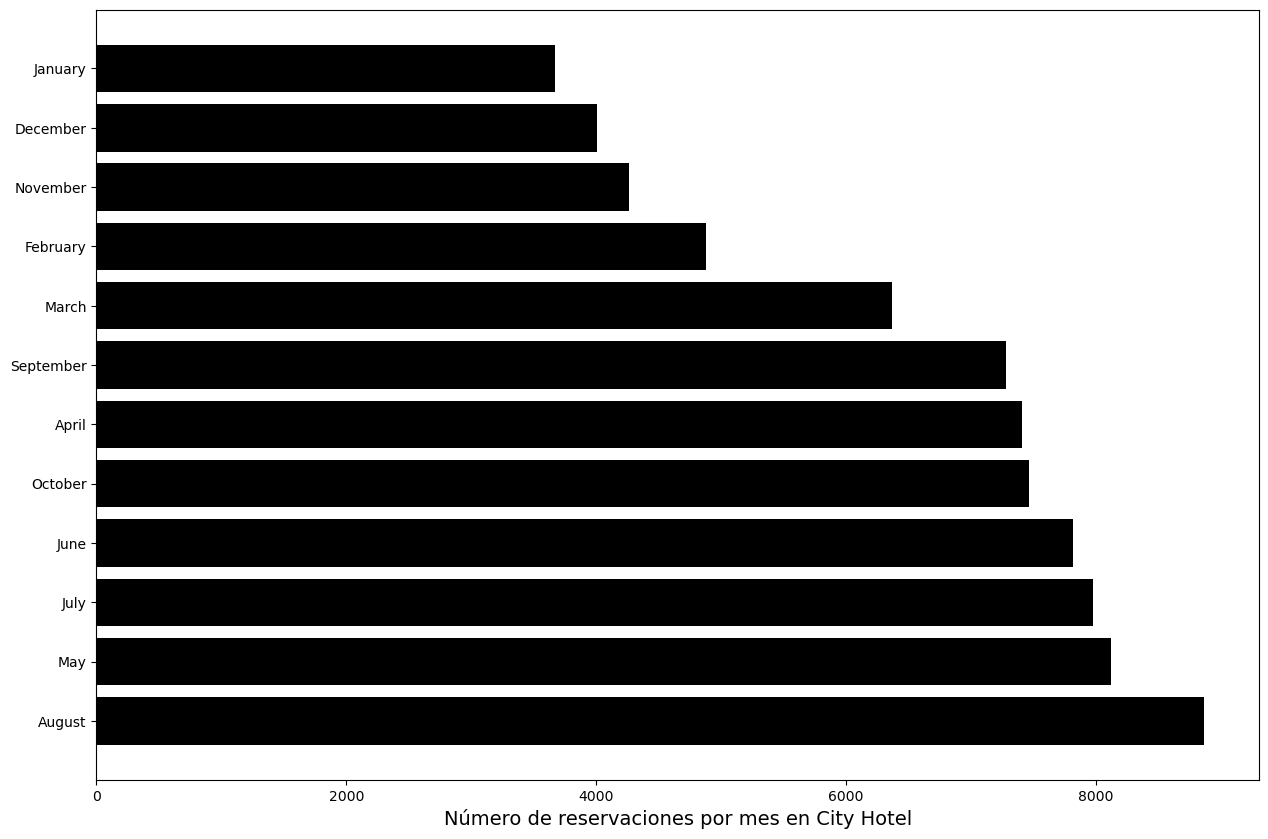 January
December
November
February
March
September
April
October
June
July
May
August
0 2000 4000 6000 8000
Número de reservaciones por mes en City Hotel